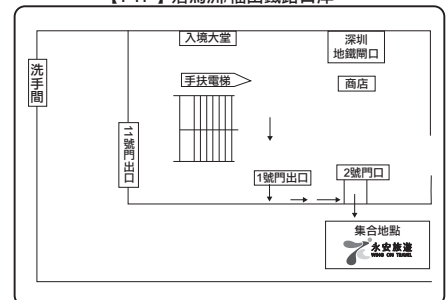 入境大堂
深圳
地鐵閘口
洗手間
手扶電梯
商店
11號門出口
1號門出口
2號門口
集合地點
永安旅遊
WING ON TRAVEL